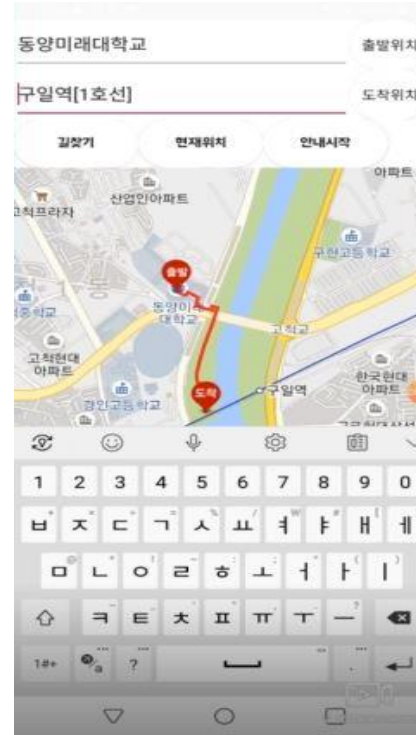 동양미래대학교
출발위치
구일역[1호선]
도착위치
길찾기 현재위치 안내시작
아파트
산업인아파트
고척프라자
구현고등학교
출발
동양미래
대학교
고척교
고척현대
아파트
도착
구일역
한국현대
아파트
경인고등학교
1 2 3 4 5 6 7 8 9 0
ㅂ ㅈ ㄷ ㄱ ㅅ ㅛ ㅕ ㅑ ㅐ ㅔ
ㅁ ㄴ ㅇ ㄹ ㅎ ㅗ ㅓ ㅏ ㅣ
ㅋ ㅌ ㅊ ㅍ ㅠ ㅜ ㅡ
1#+ ? .